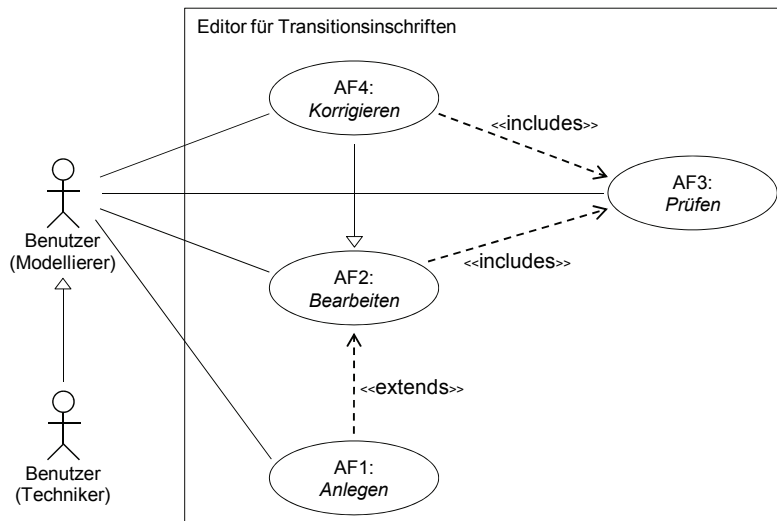 Editor für Transitionsinschriften
AF4:
Korrigieren
<<includes>>
AF3:
Prüfen
Benutzer
(Modellierer)
AF2:
Bearbeiten
<<includes>>
<<extends>>
Benutzer
(Techniker)
AF1:
Anlegen